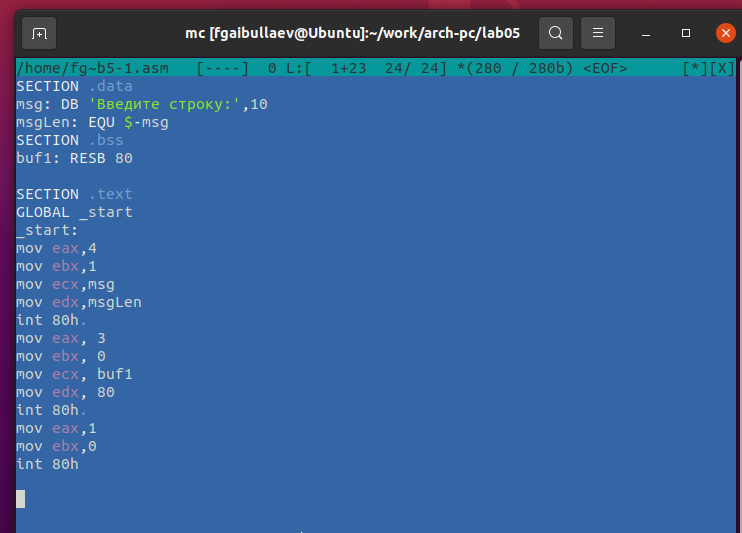 mc [fgaibullaev@Ubuntu]:~/work/arch-pc/lab05
/home/fg~b5-1.asm   [----]  0 L:[  1+23  24/ 24] *(280 / 280b) <EOF>      [*][X]
SECTION .data
msg: DB 'Введите строку:',10
msgLen: EQU $-msg
SECTION .bss
buf1: RESB 80

SECTION .text
GLOBAL _start
_start:
mov eax,4
mov ebx,1
mov ecx,msg
mov edx,msgLen
int 80h.
mov eax, 3
mov ebx, 0
mov ecx, buf1
mov edx, 80
int 80h.
mov eax,1
mov ebx,0
int 80h